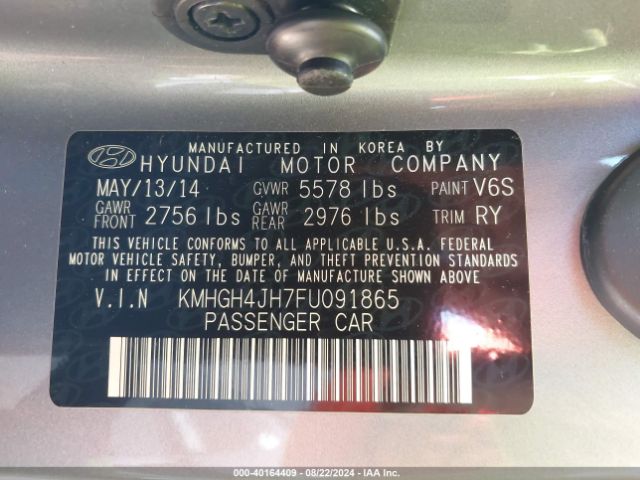 MANUFACTURED IN KOREA BY
HYUNDAI MOTOR COMPANY
MAY/13/14 GVWR 5578 lbs PAINT V6S
GAWR FRONT 2756 lbs GAWR REAR 2976 lbs TRIM RY
THIS VEHICLE CONFORMS TO ALL APPLICABLE U.S.A. FEDERAL
MOTOR VEHICLE SAFETY, BUMPER, AND THEFT PREVENTION STANDARDS
IN EFFECT ON THE DATE OF MANUFACTURE SHOWN ABOVE.
V.I.N KMHGH4JH7FU091865
PASSENGER CAR
000-40164409 - 08/22/2024 - IAA Inc.